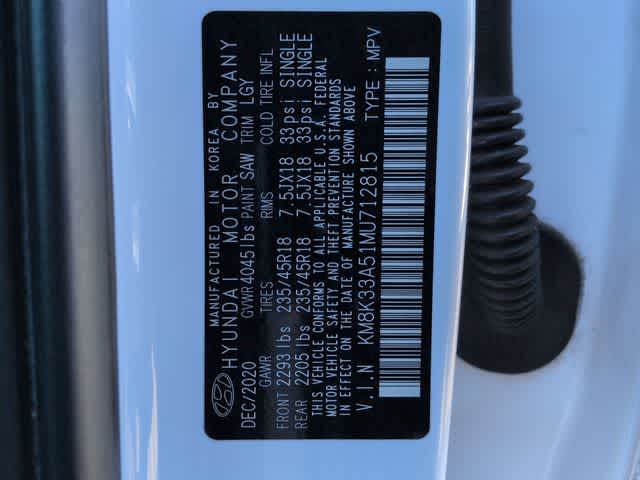 MANUFACTURED IN KOREA BY
HYUNDAI MOTOR COMPANY
DEC/2020 GVWR 4045lbs PAINT SAW TRIM LGY
GAWR TIRES RIMS COLD TIRE INFL
FRONT 2293 lbs 235/45R18 7.5JX18 33psi SINGLE
REAR 2205 lbs 235/45R18 7.5JX18 33psi SINGLE
THIS VEHICLE CONFORMS TO ALL APPLICABLE U.S.A. FEDERAL
MOTOR VEHICLE SAFETY AND THEFT PREVENTION STANDARDS
IN EFFECT ON THE DATE OF MANUFACTURE SHOWN ABOVE
V.I.N KM8K33A51MU712815 TYPE: MPV